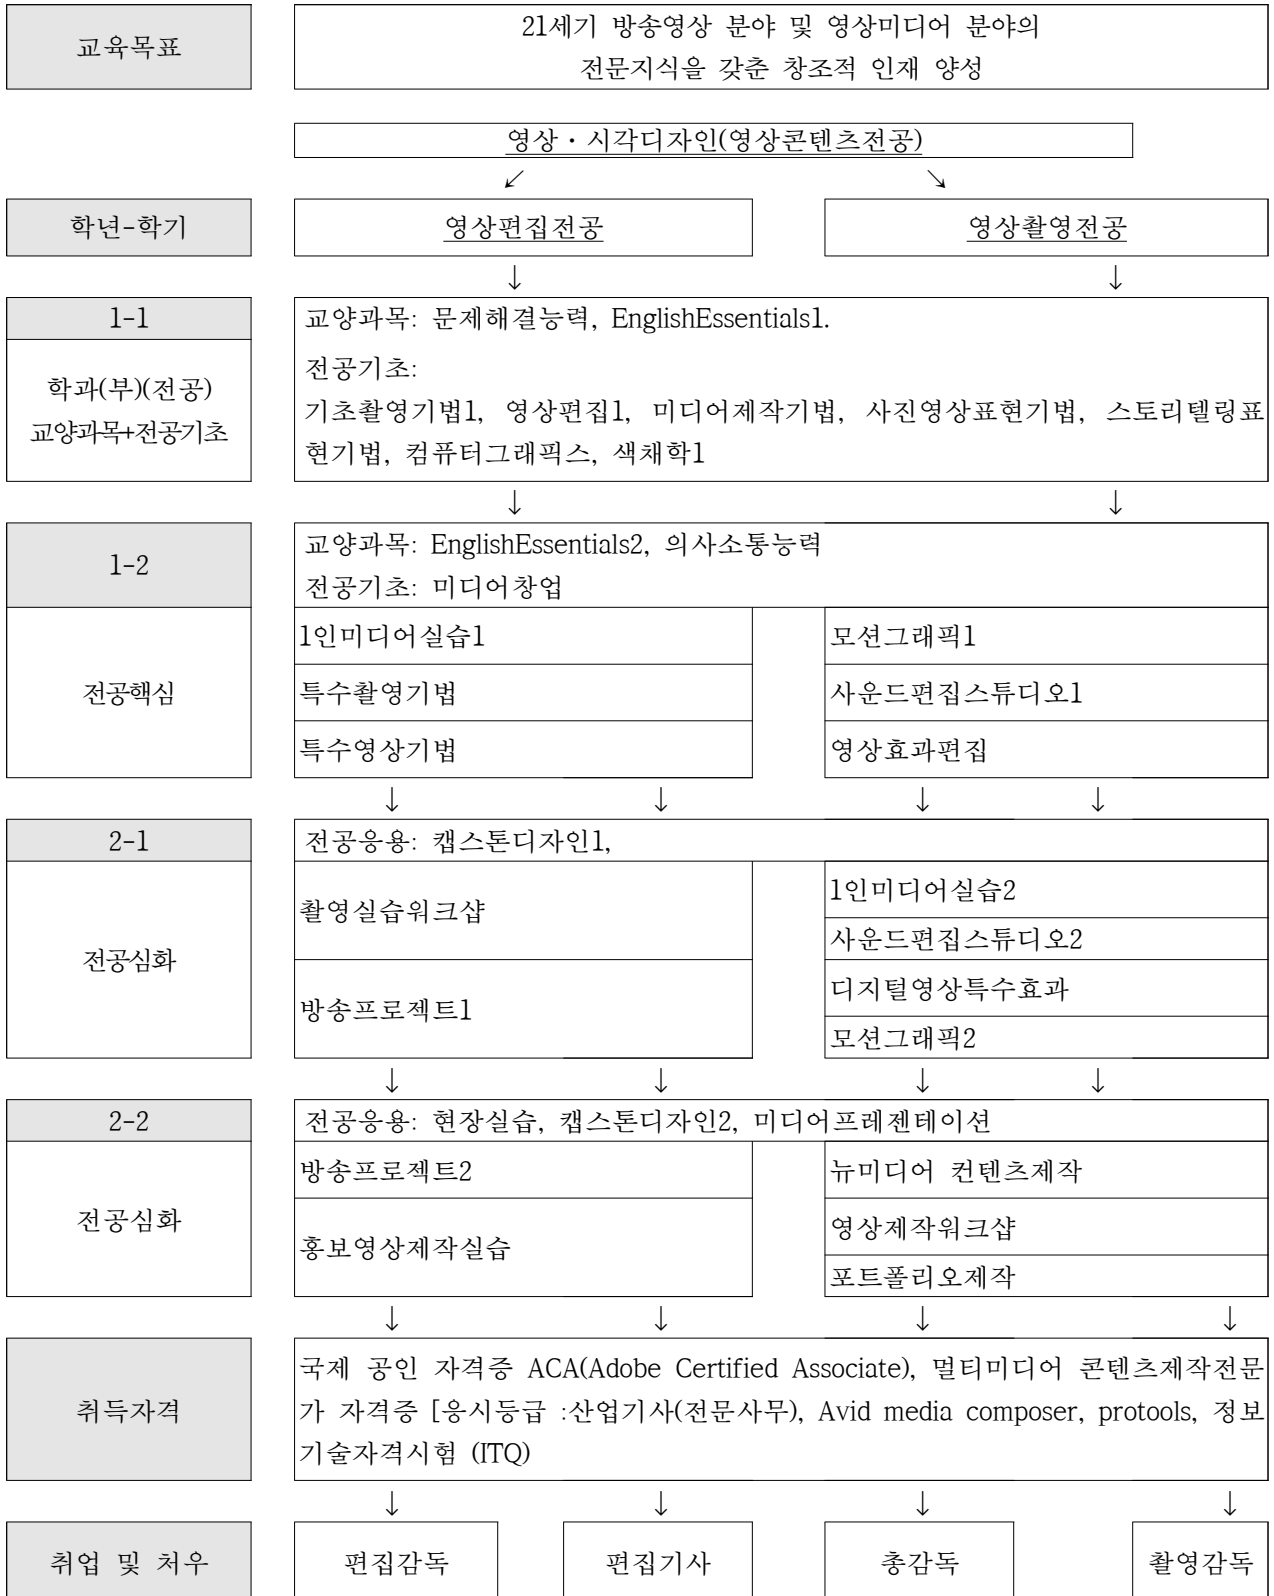 교육목표
21세기 방송영상 분야 및 영상미디어 분야의
전문지식을 갖춘 창조적 인재 양성
영상・시각디자인(영상콘텐츠전공)
↙ ↘
학년-학기
영상편집전공
영상촬영전공
↓ ↓
1-1
학과(부)(전공)
교양과목+전공기초
교양과목: 문제해결능력, EnglishEssentials1.
전공기초:
기초촬영기법1, 영상편집1, 미디어제작기법, 사진영상표현기법, 스토리텔링표
현기법, 컴퓨터그래픽스, 색채학1
↓ ↓
1-2
교양과목: EnglishEssentials2, 의사소통능력
전공기초: 미디어창업
전공핵심
1인미디어실습1
특수촬영기법
특수영상기법
모션그래픽1
사운드편집스튜디오1
영상효과편집
↓ ↓ ↓ ↓
2-1
전공응용: 캡스톤디자인1,
전공심화
촬영실습워크샵
방송프로젝트1
1인미디어실습2
사운드편집스튜디오2
디지털영상특수효과
모션그래픽2
↓ ↓ ↓ ↓
2-2
전공응용: 현장실습, 캡스톤디자인2, 미디어프레젠테이션
전공심화
방송프로젝트2
홍보영상제작실습
뉴미디어 컨텐츠제작
영상제작워크샵
포트폴리오제작
↓ ↓ ↓ ↓
취득자격
국제 공인 자격증 ACA(Adobe Certified Associate), 멀티미디어 콘텐츠제작전문
가 자격증 [응시등급 :산업기사(전문사무), Avid media composer, protools, 정보
기술자격시험 (ITQ)
↓ ↓ ↓ ↓
취업 및 처우
편집감독
편집기사
총감독
촬영감독